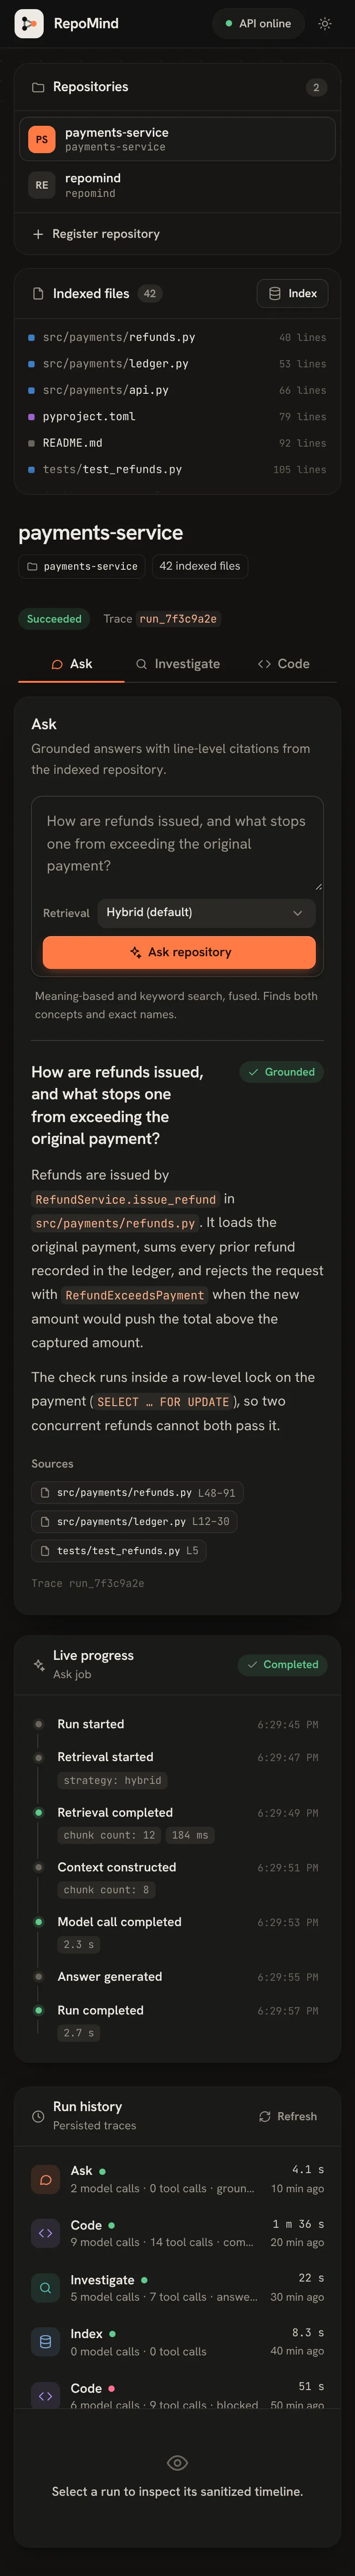 RepoMind
API online
Repositories
2
PS
payments-service
payments-service
RE
repomind
repomind
Register repository
Indexed files
42
Index
src/payments/refunds.py 40 lines
src/payments/ledger.py 53 lines
src/payments/api.py 66 lines
pyproject.toml 79 lines
README.md 92 lines
tests/test_refunds.py 105 lines
payments-service
payments-service
42 indexed files
Succeeded
Trace run_7f3c9a2e
Ask
Investigate
Code
Ask
Grounded answers with line-level citations from
the indexed repository.
How are refunds issued, and what stops
one from exceeding the original
payment?
Retrieval
Hybrid (default)
Ask repository
Meaning-based and keyword search, fused. Finds both
concepts and exact names.
How are refunds issued,
and what stops one
from exceeding the
original payment?
Grounded
Refunds are issued by
RefundService.issue_refund in
src/payments/refunds.py. It loads the
original payment, sums every prior refund
recorded in the ledger, and rejects the request
with RefundExceedsPayment when the new
amount would push the total above the
captured amount.
The check runs inside a row-level lock on the
payment (SELECT … FOR UPDATE), so two
concurrent refunds cannot both pass it.
Sources
src/payments/refunds.py L48–91
src/payments/ledger.py L12–30
tests/test_refunds.py L5
Trace run_7f3c9a2e
Live progress
Ask job
Completed
Run started 6:29:45 PM
Retrieval started 6:29:47 PM
strategy: hybrid
Retrieval completed 6:29:49 PM
chunk count: 12 184 ms
Context constructed 6:29:51 PM
chunk count: 8
Model call completed 6:29:53 PM
2.3 s
Answer generated 6:29:55 PM
Run completed 6:29:57 PM
2.7 s
Run history
Persisted traces
Refresh
Ask 4.1 s
2 model calls · 0 tool calls · groun… 10 min ago
Code 1 m 36 s
9 model calls · 14 tool calls · com… 20 min ago
Investigate 22 s
5 model calls · 7 tool calls · answe… 30 min ago
Index 8.3 s
0 model calls · 0 tool calls 40 min ago
Code 51 s
6 model calls · 9 tool calls · blocked 50 min ago
Select a run to inspect its sanitized timeline.